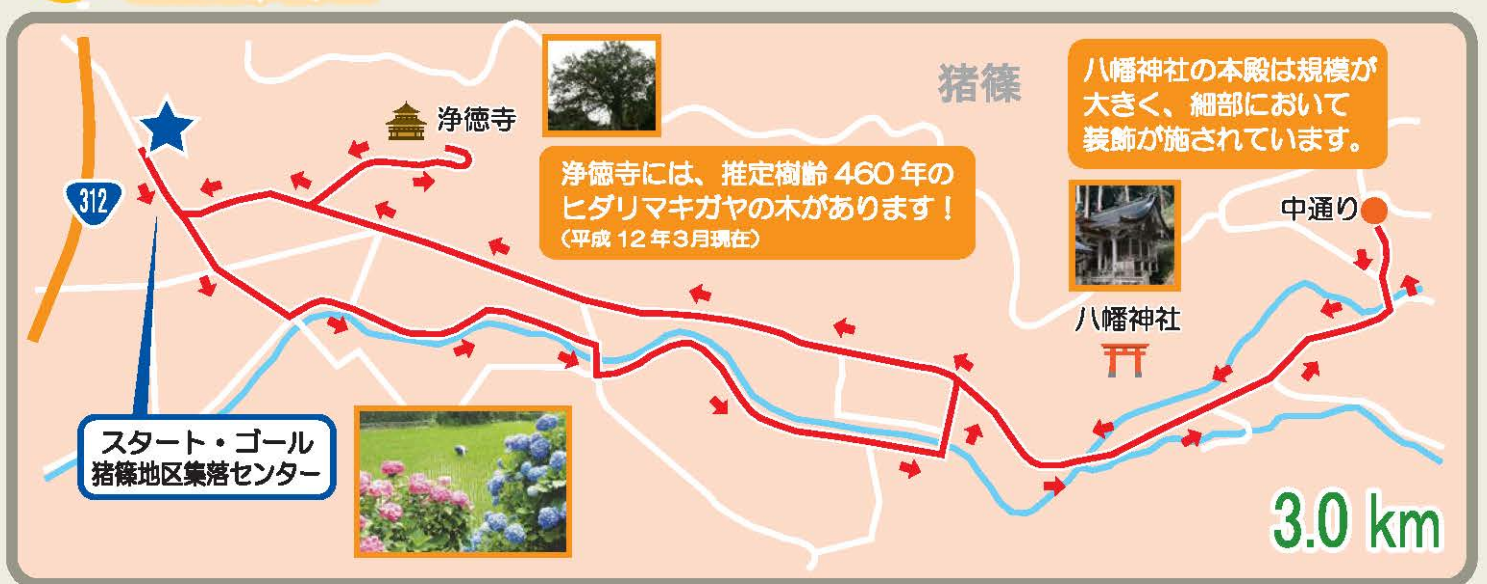 猪篠
八幡神社の本殿は規模が
大きく、細部において
装飾が施されています。
浄徳寺
浄徳寺には、推定樹齢 460 年の
ヒダリマキガヤの木があります！
（平成 12 年3月現在）
312
中通り
八幡神社
スタート・ゴール
猪篠地区集落センター
3.0 km